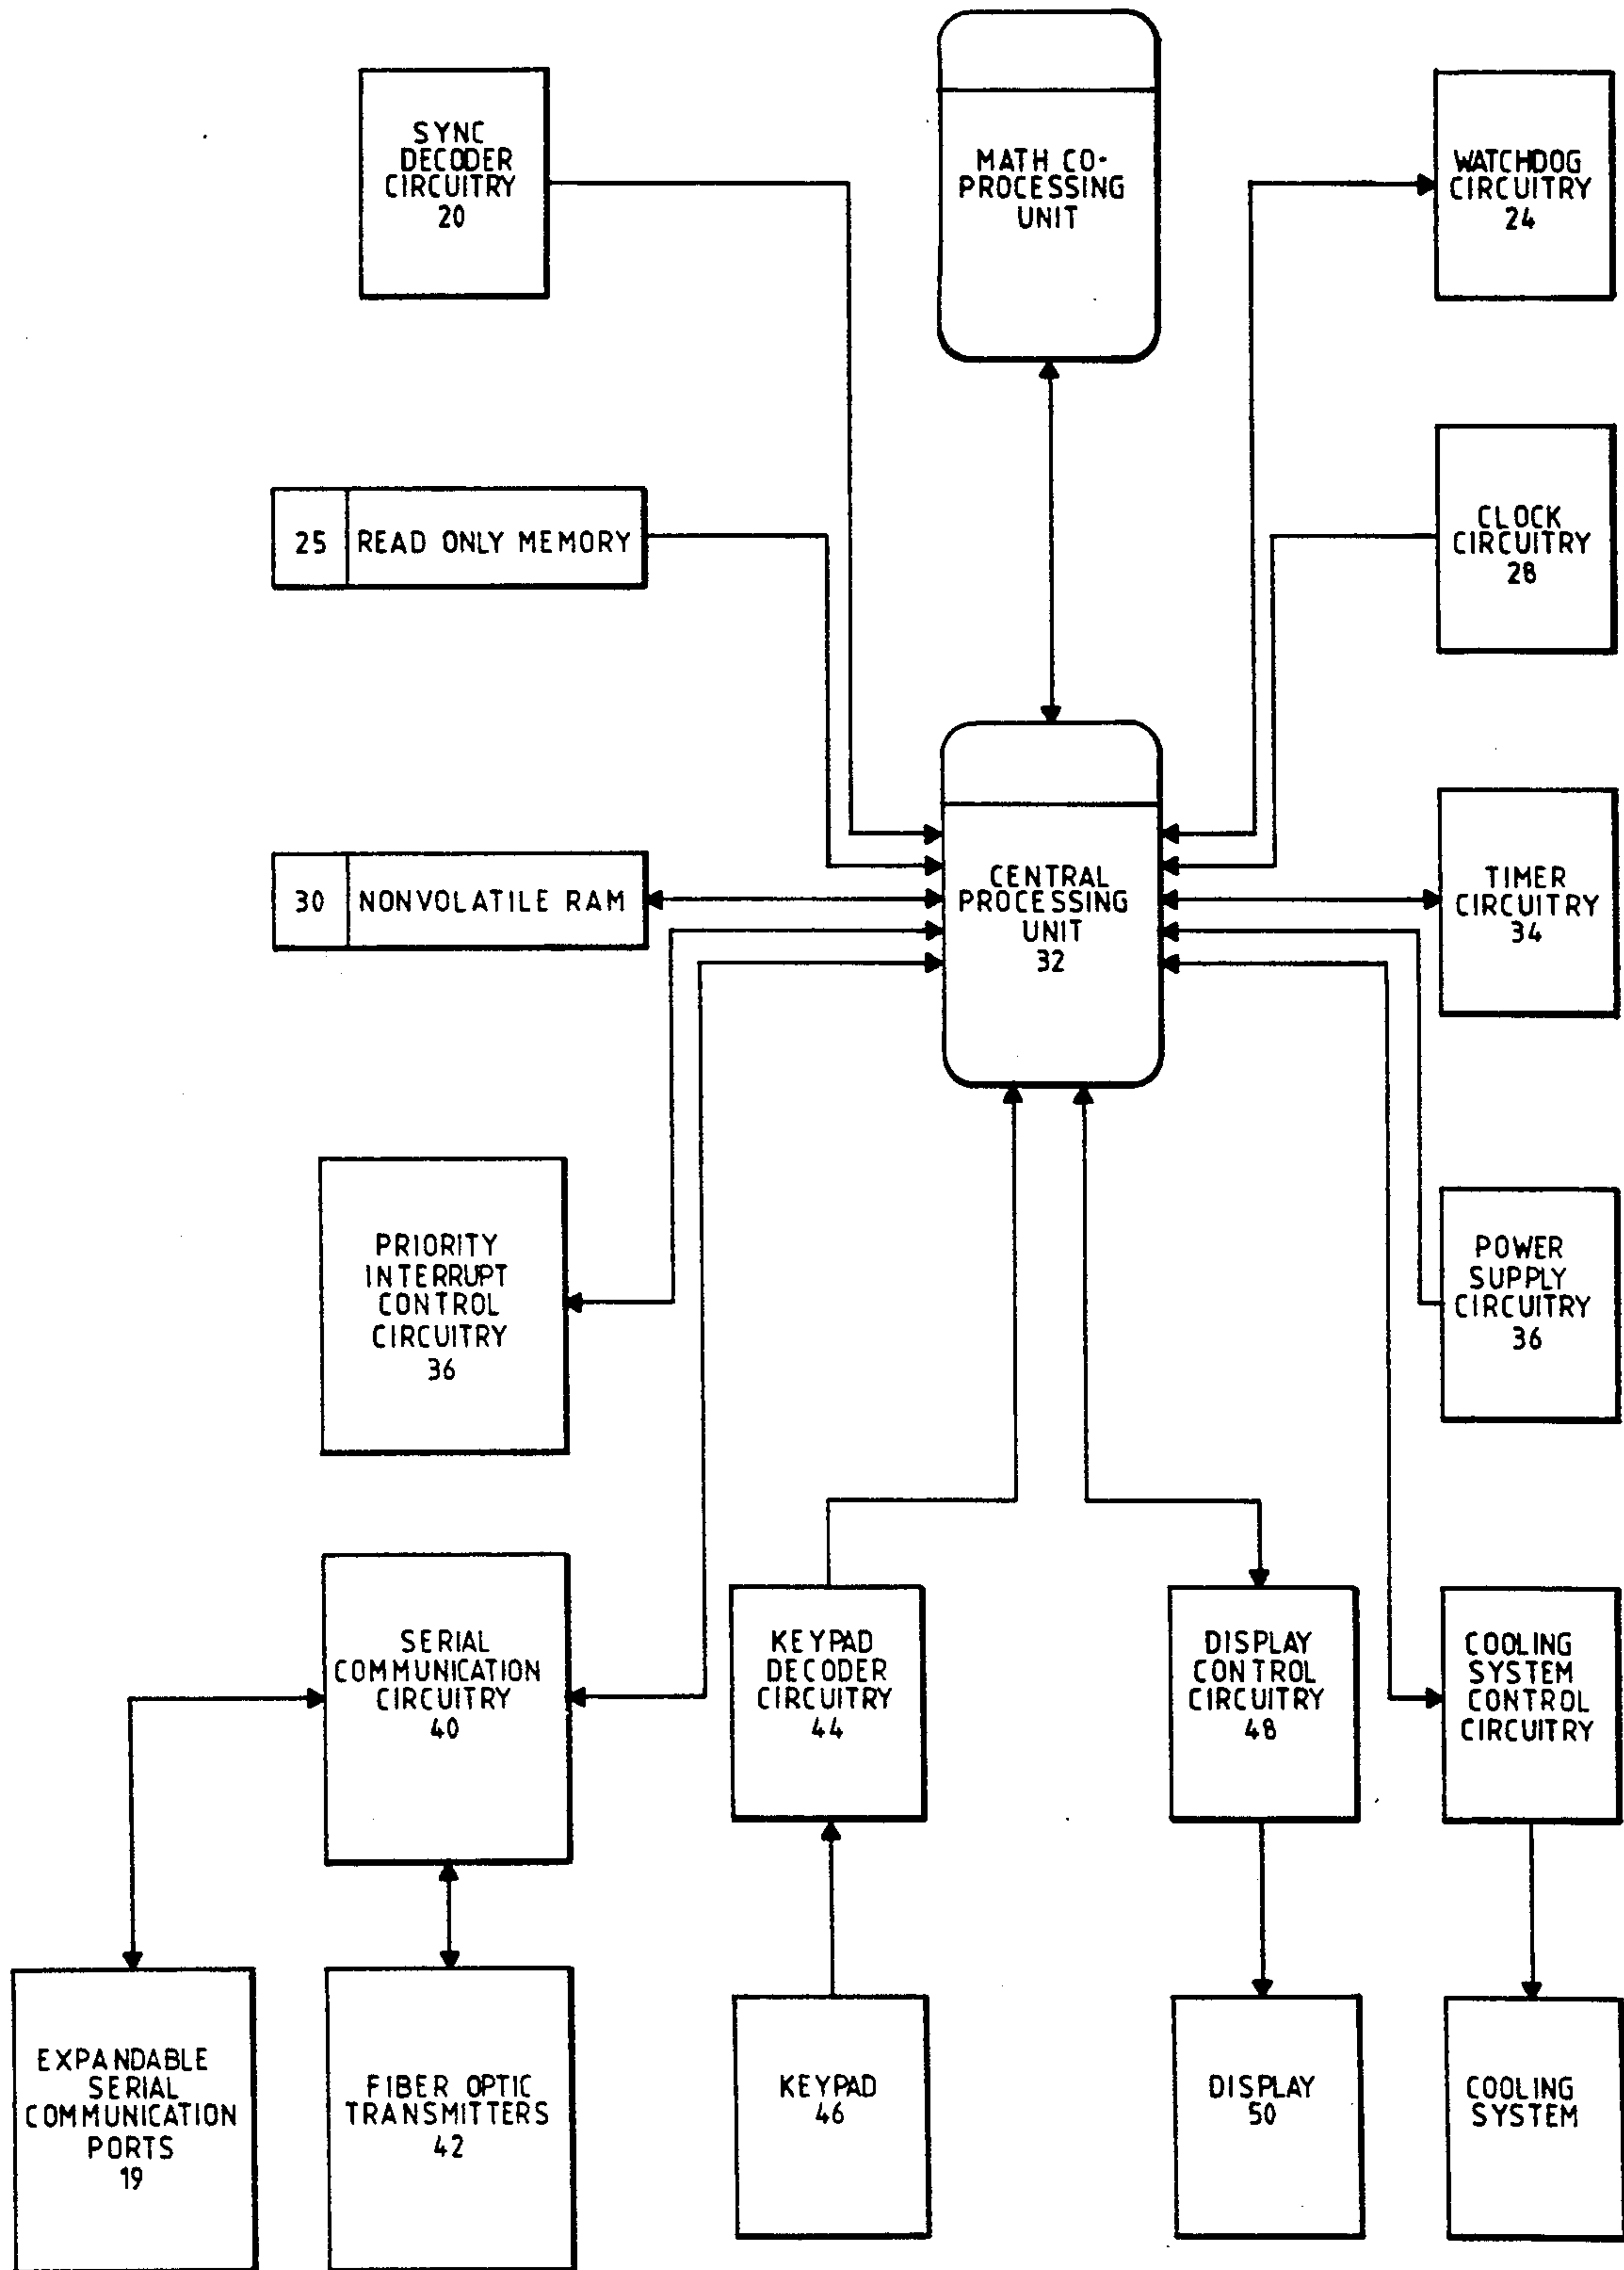 SYNC
DECODER
CIRCUITRY
20
MATH CO-
PROCESSING
UNIT
WATCHDOG
CIRCUITRY
24
25 READ ONLY MEMORY
CLOCK
CIRCUITRY
28
30 NONVOLATILE RAM
CENTRAL
PROCESSING
UNIT
32
TIMER
CIRCUITRY
34
PRIORITY
INTERRUPT
CONTROL
CIRCUITRY
36
POWER
SUPPLY
CIRCUITRY
36
SERIAL
COMMUNICATION
CIRCUITRY
40
KEYPAD
DECODER
CIRCUITRY
44
DISPLAY
CONTROL
CIRCUITRY
48
COOLING
SYSTEM
CONTROL
CIRCUITRY
EXPANDABLE
SERIAL
COMMUNICATION
PORTS
19
FIBER OPTIC
TRANSMITTERS
42
KEYPAD
46
DISPLAY
50
COOLING
SYSTEM